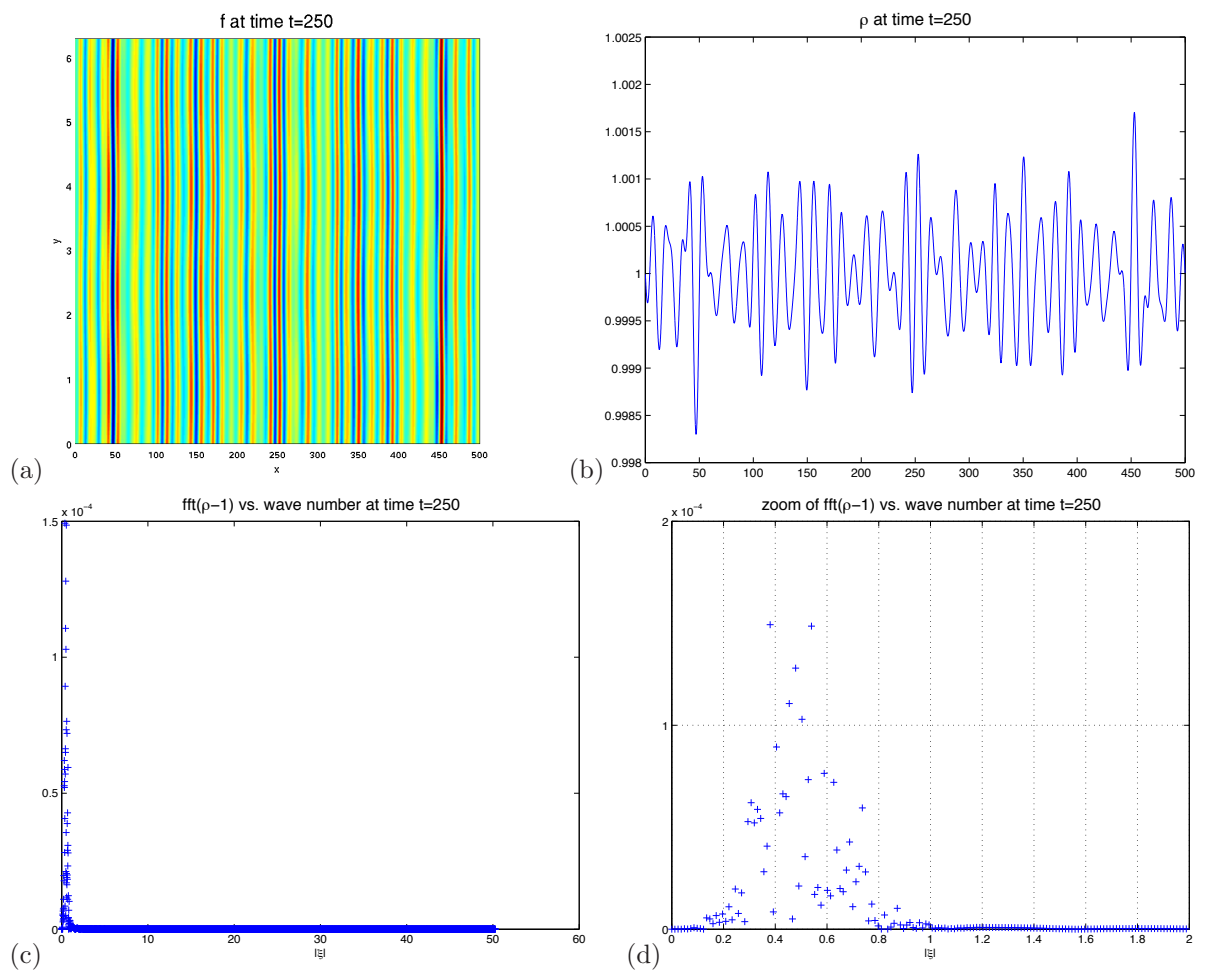 f at time t=250
6
5
4
3
2
1
0
y
0 50 100 150 200 250 300 350 400 450 500
x
(a)
ρ at time t=250
1.0025
1.002
1.0015
1.001
1.0005
1
0.9995
0.999
0.9985
0.998
0 50 100 150 200 250 300 350 400 450 500
(b)
fft(ρ−1) vs. wave number at time t=250
x 10⁻⁴
1.5
1
0.5
0
0 10 20 30 40 50 60
|ξ|
(c)
zoom of fft(ρ−1) vs. wave number at time t=250
x 10⁻⁴
2
1
0
0 0.2 0.4 0.6 0.8 1 1.2 1.4 1.6 1.8 2
|ξ|
(d)